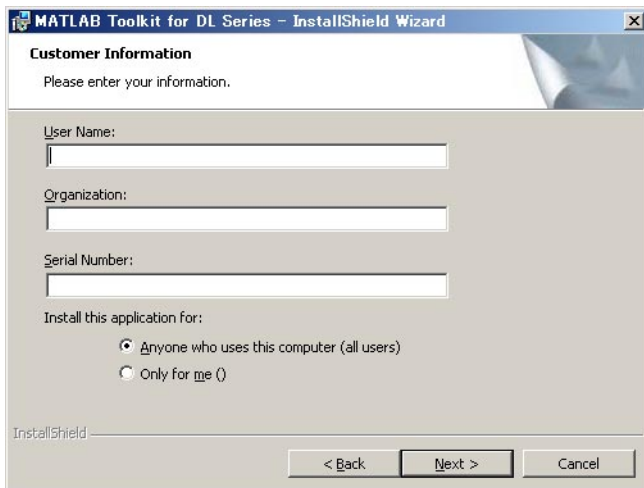 MATLAB Toolkit for DL Series - InstallShield Wizard
Customer Information
Please enter your information.
User Name:
Organization:
Serial Number:
Install this application for:
Anyone who uses this computer (all users)
Only for me ()
InstallShield
< Back Next > Cancel